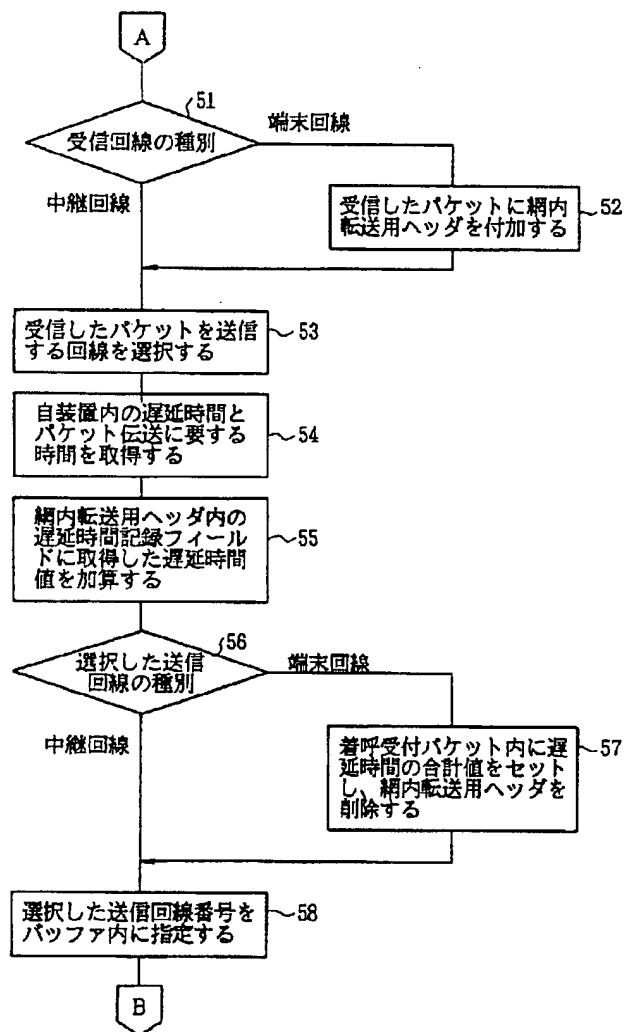 A
51
受信回線の種別
端末回線
中継回線
受信したパケットに網内
転送用ヘッダを付加する
52
受信したパケットを送信
する回線を選択する
53
自装置内の遅延時間と
パケット伝送に要する
時間を取得する
54
網内転送用ヘッダ内の
遅延時間記録フィール
ドに取得した遅延時間
値を加算する
55
56
選択した送信
回線の種別
端末回線
中継回線
着呼受付パケット内に遅
延時間の合計値をセット
し、網内転送用ヘッダを
削除する
57
選択した送信回線番号を
バッファ内に指定する
58
B